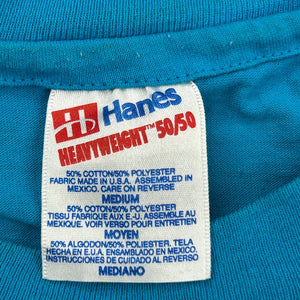 Hanes
HEAVYWEIGHT™ 50/50
50% COTTON/50% POLYESTER
FABRIC MADE IN U.S.A. ASSEMBLED IN
MEXICO. CARE ON REVERSE
MEDIUM
50% COTON/50% POLYESTER
TISSU FABRIQUE AUX E.-U. ASSEMBLE AU
MEXIQUE. VOIR VERSO POUR ENTRETIEN
MOYEN
50% ALGODON/50% POLIESTER. TELA
HECHA EN E.U.A. ENSAMBLADO EN MEXICO.
INSTRUCCIONES DE CUIDADO AL REVERSO
MEDIANO